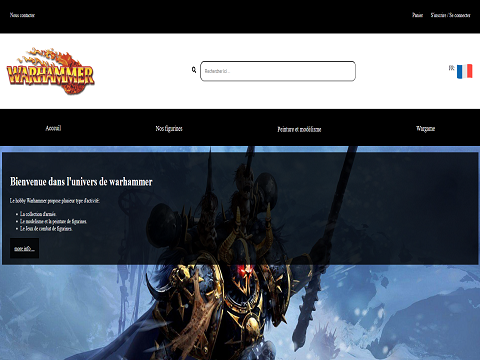 Nous contacter
Panier
S'inscrire / Se connecter
WARHAMMER
Rechercher ici ...
FR:
Accueil
Nos figurines
Peinture et modélisme
Wargame
Bienvenue dans l'univers de warhammer
Le hobby Warhammer propose plusieur type d'activité:
La collection d'armée.
Le modelisme et la peinture de figurines.
Le Jeux de combat de figurines.
more info ...